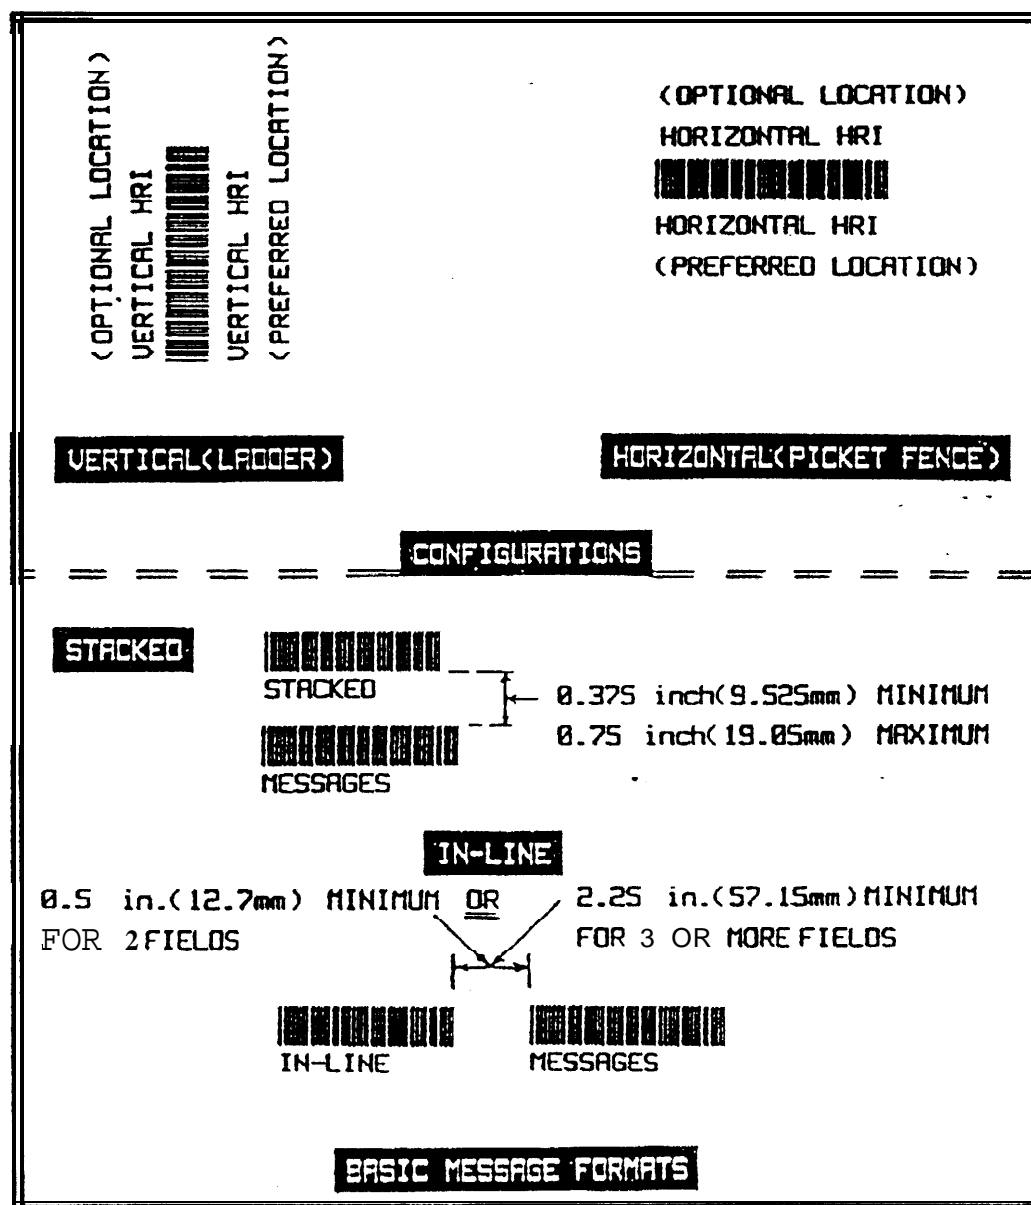 (OPTIONAL LOCATION)
VERTICAL HRI
VERTICAL HRI
(PREFERRED LOCATION)
(OPTIONAL LOCATION)
HORIZONTAL HRI
HORIZONTAL HRI
(PREFERRED LOCATION)
VERTICAL(LADDER)
HORIZONTAL(PICKET FENCE)
CONFIGURATIONS
STACKED
STACKED
0.375 inch(9.525mm) MINIMUM
0.75 inch(19.05mm) MAXIMUM
MESSAGES
IN-LINE
0.5 in.(12.7mm) MINIMUM OR 2.25 in.(57.15mm)MINIMUM
FOR 2 FIELDS FOR 3 OR MORE FIELDS
IN-LINE MESSAGES
BASIC MESSAGE FORMATS